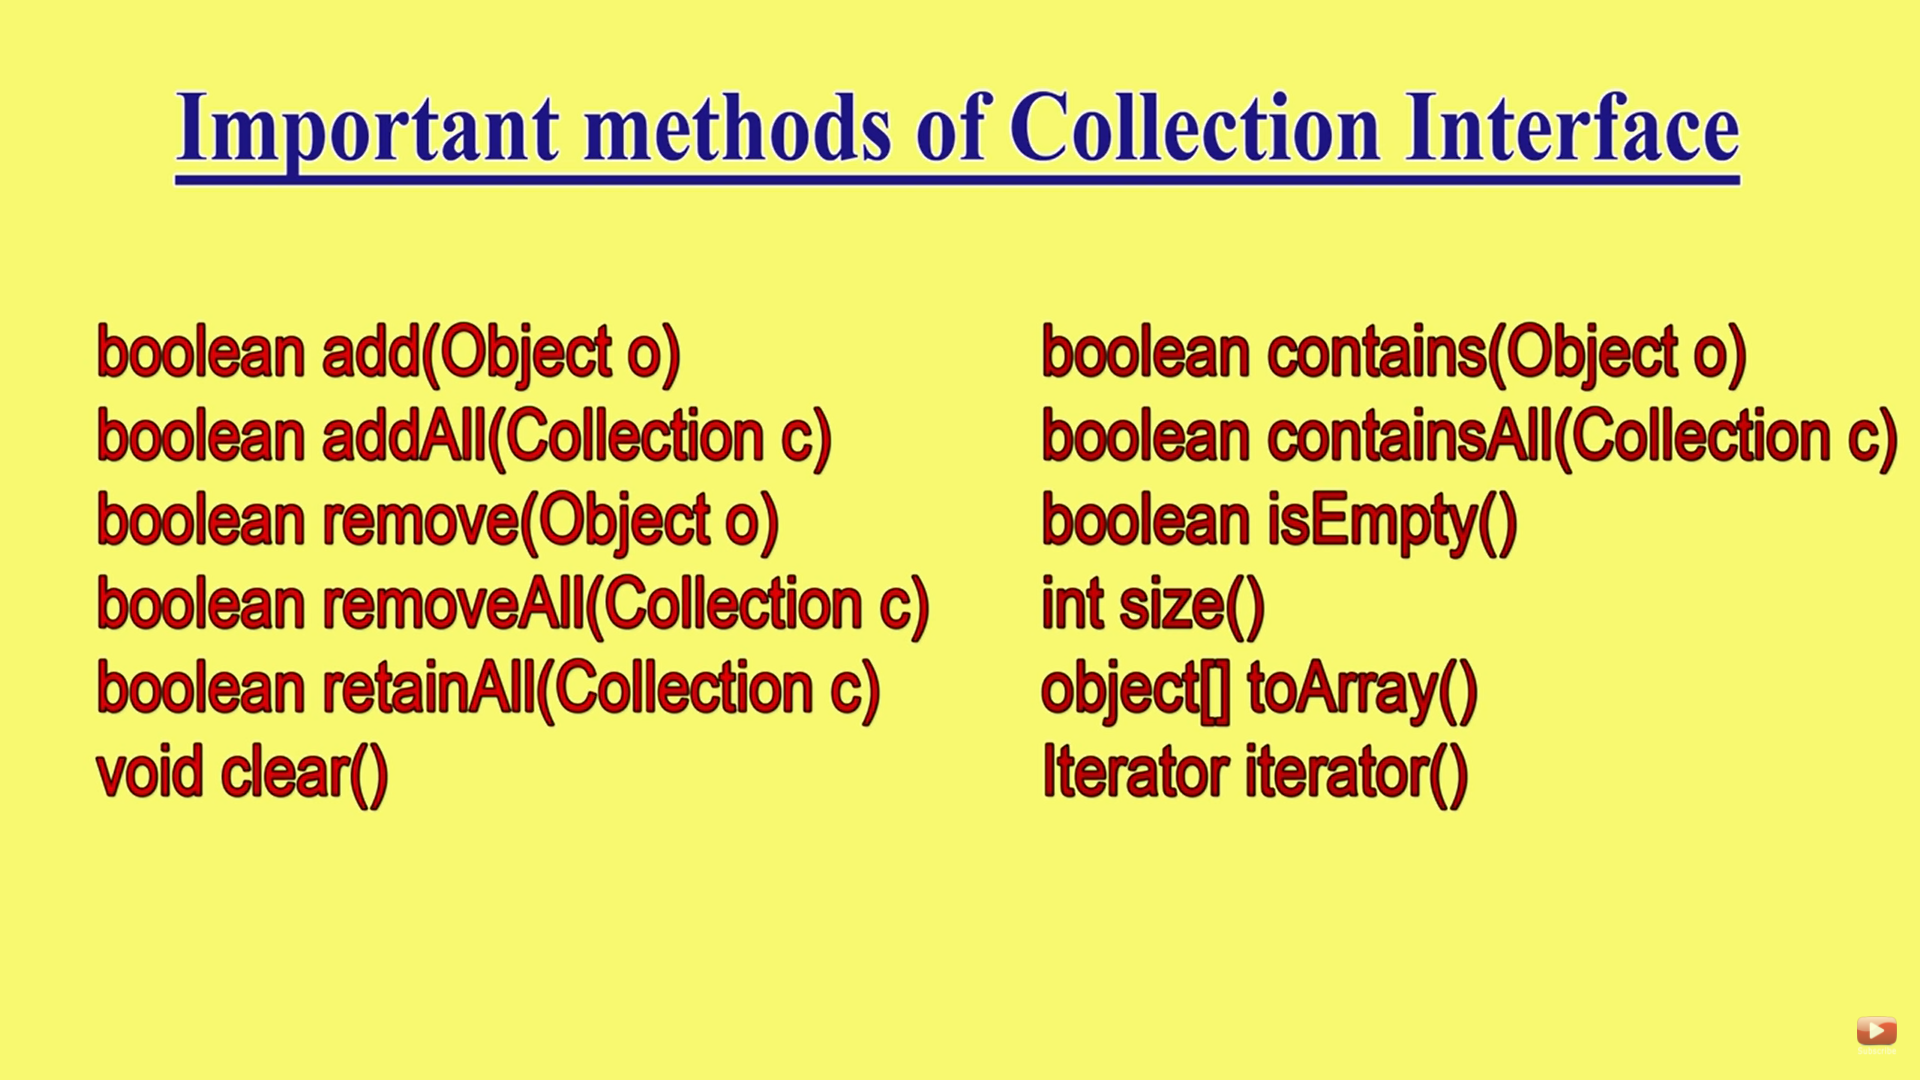 Important methods of Collection Interface
boolean add(Object o)
boolean addAll(Collection c)
boolean remove(Object o)
boolean removeAll(Collection c)
boolean retainAll(Collection c)
void clear()
boolean contains(Object o)
boolean containsAll(Collection c)
boolean isEmpty()
int size()
object[] toArray()
Iterator iterator()